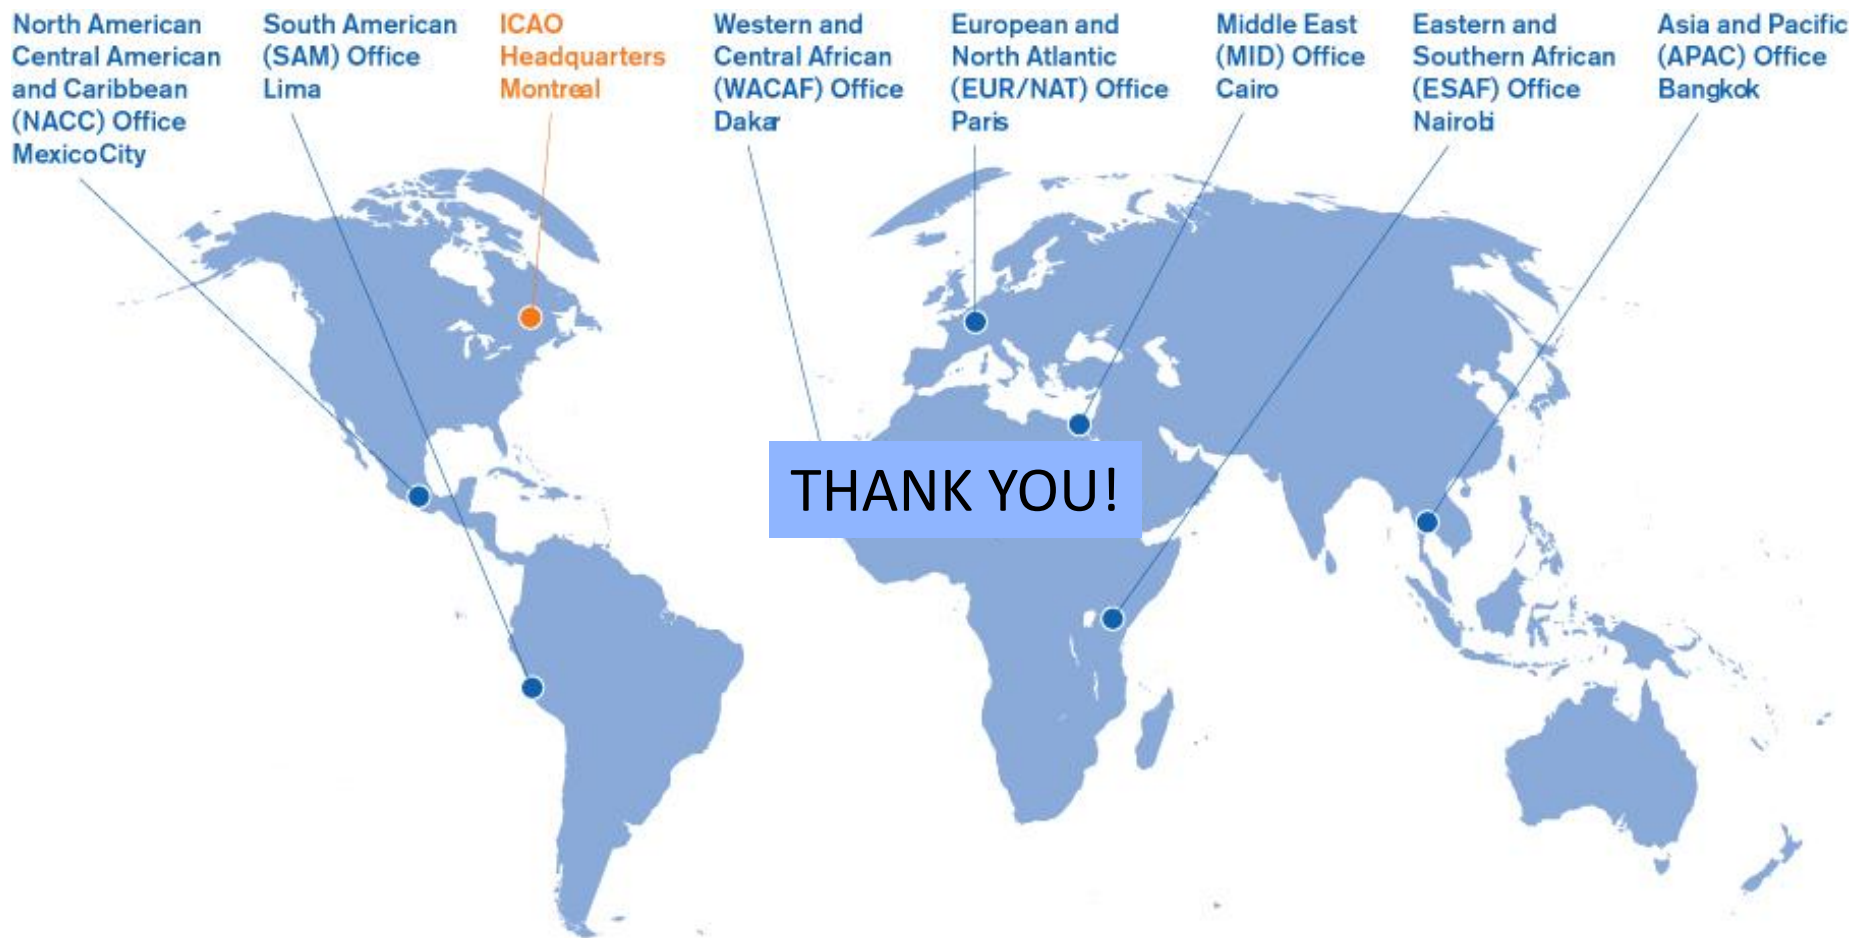 North American
Central American
and Caribbean
(NACC) Office
MexicoCity
South American
(SAM) Office
Lima
ICAO
Headquarters
Montreal
Western and
Central African
(WACAF) Office
Dakar
European and
North Atlantic
(EUR/NAT) Office
Paris
Middle East
(MID) Office
Cairo
Eastern and
Southern African
(ESAF) Office
Nairobi
Asia and Pacific
(APAC) Office
Bangkok
THANK YOU!